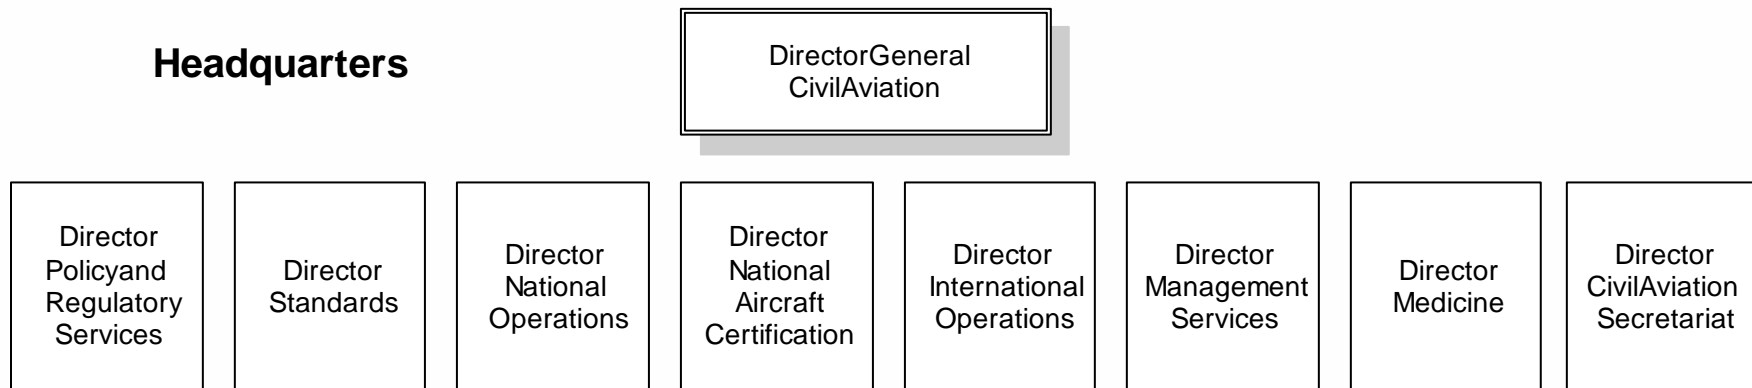 Headquarters
DirectorGeneral
CivilAviation
Director
Policyand
Regulatory
Services
Director
Standards
Director
National
Operations
Director
National
Aircraft
Certification
Director
International
Operations
Director
Management
Services
Director
Medicine
Director
CivilAviation
Secretariat